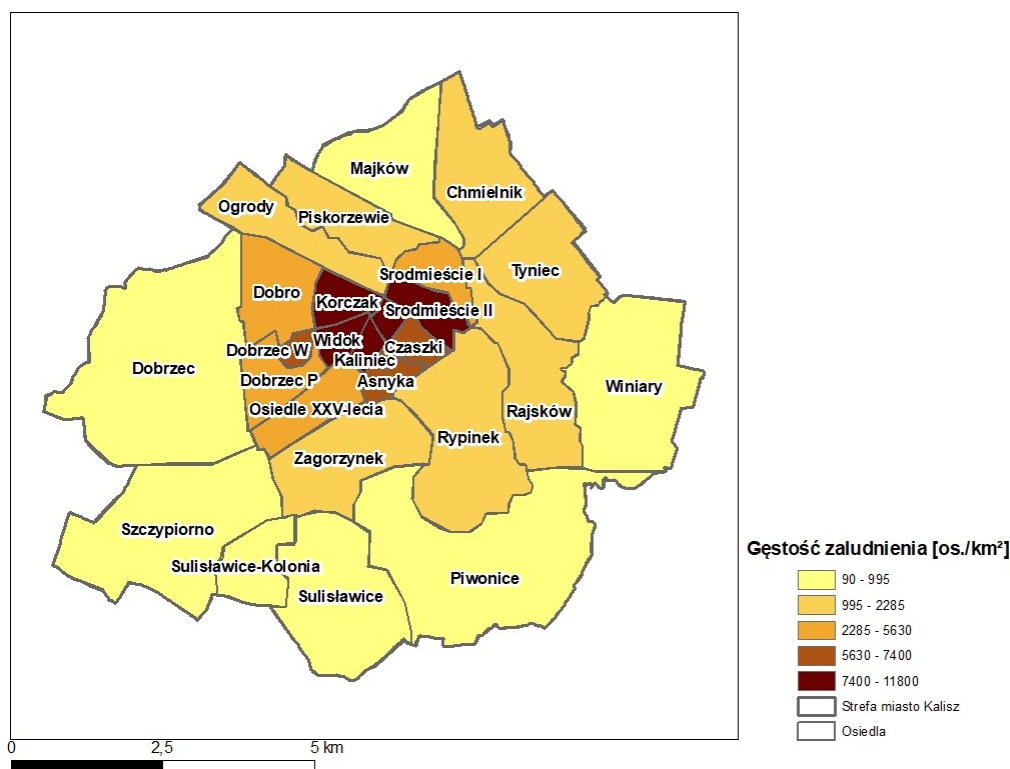 Majków
Chmielnik
Ogrody
Piskorzewie
Tyniec
Srodmieście I
Dobro
Korczak
Srodmieście II
Widok
Czaszki
Dobrzec W
Kaliniec
Dobrzec
Dobrzec P
Asnyka
Winiary
Osiedle XXV-lecia
Rajsków
Rypinek
Zagorzynek
Szczypiorno
Sulisławice-Kolonia
Piwonice
Sulisławice
Gęstość zaludnienia [os./km²]
90 - 995
995 - 2285
2285 - 5630
5630 - 7400
7400 - 11800
Strefa miasto Kalisz
Osiedla
0 2,5 5 km